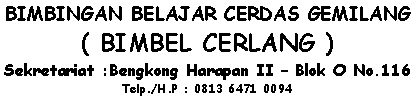 BIMBINGAN BELAJAR CERDAS GEMILANG
( BIMBEL CERLANG )
Sekretariat :Bengkong Harapan II – Blok O No.116
Telp./H.P : 0813 6471 0094